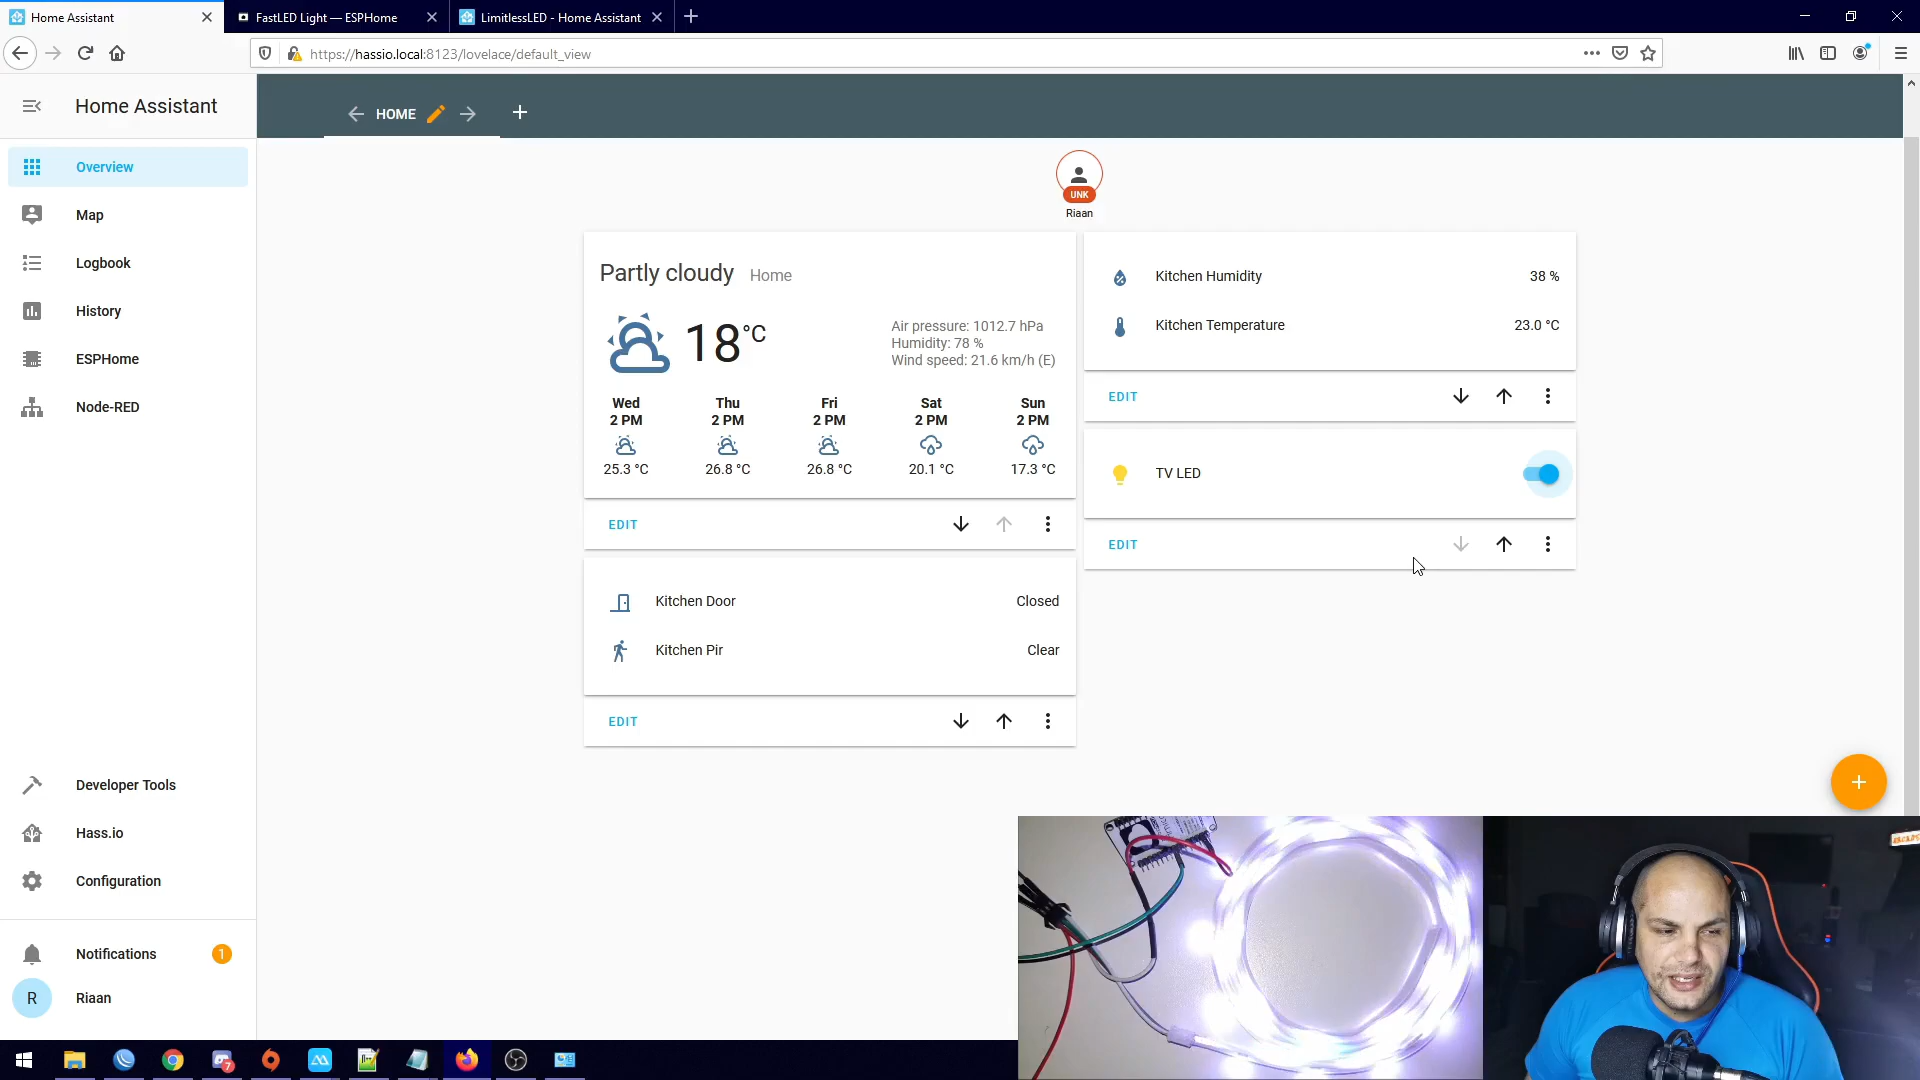 Home Assistant
FastLED Light — ESPHome
LimitlessLED - Home Assistant
https://hassio.local:8123/lovelace/default_view
Home Assistant
HOME
Overview
Map
Logbook
History
ESPHome
Node-RED
Developer Tools
Hass.io
Configuration
Notifications
1
R
Riaan
UNK
Riaan
Partly cloudy
Home
18 °C
Air pressure: 1012.7 hPa
Humidity: 78 %
Wind speed: 21.6 km/h (E)
Wed
2 PM
25.3 °C
Thu
2 PM
26.8 °C
Fri
2 PM
26.8 °C
Sat
2 PM
20.1 °C
Sun
2 PM
17.3 °C
EDIT
Kitchen Door
Closed
Kitchen Pir
Clear
EDIT
Kitchen Humidity
38 %
Kitchen Temperature
23.0 °C
EDIT
TV LED
EDIT
7